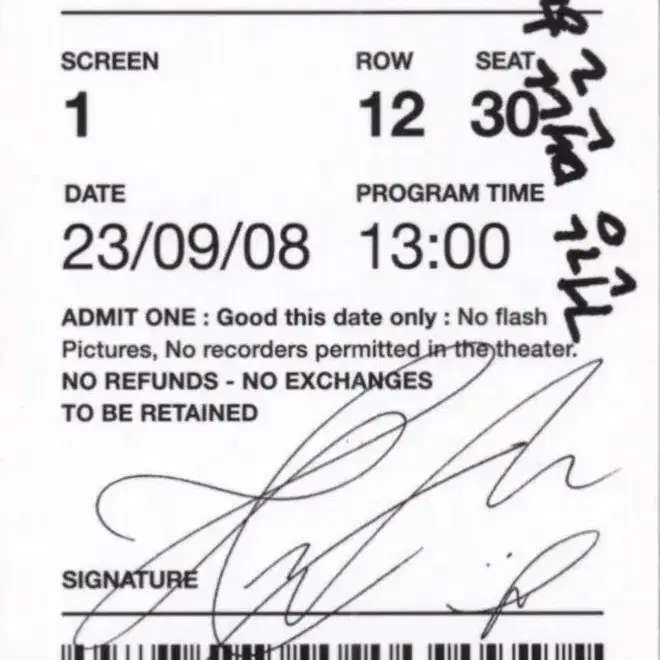 SCREEN ROW SEAT
1 12 30
DATE PROGRAM TIME
23/09/08 13:00
ADMIT ONE : Good this date only : No flash
Pictures, No recorders permitted in the theater.
NO REFUNDS - NO EXCHANGES
TO BE RETAINED
SIGNATURE